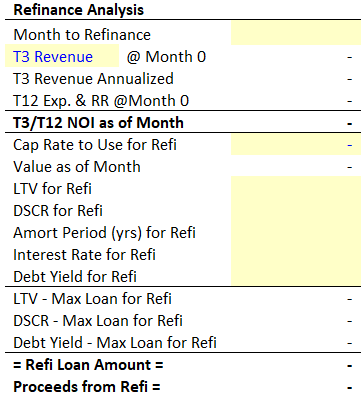 Refinance Analysis
Month to Refinance
T3 Revenue @ Month 0 -
T3 Revenue Annualized -
T12 Exp. & RR @Month 0 -
T3/T12 NOI as of Month -
Cap Rate to Use for Refi -
Value as of Month -
LTV for Refi
DSCR for Refi
Amort Period (yrs) for Refi
Interest Rate for Refi
Debt Yield for Refi
LTV - Max Loan for Refi -
DSCR - Max Loan for Refi -
Debt Yield - Max Loan for Refi -
= Refi Loan Amount = -
Proceeds from Refi = -